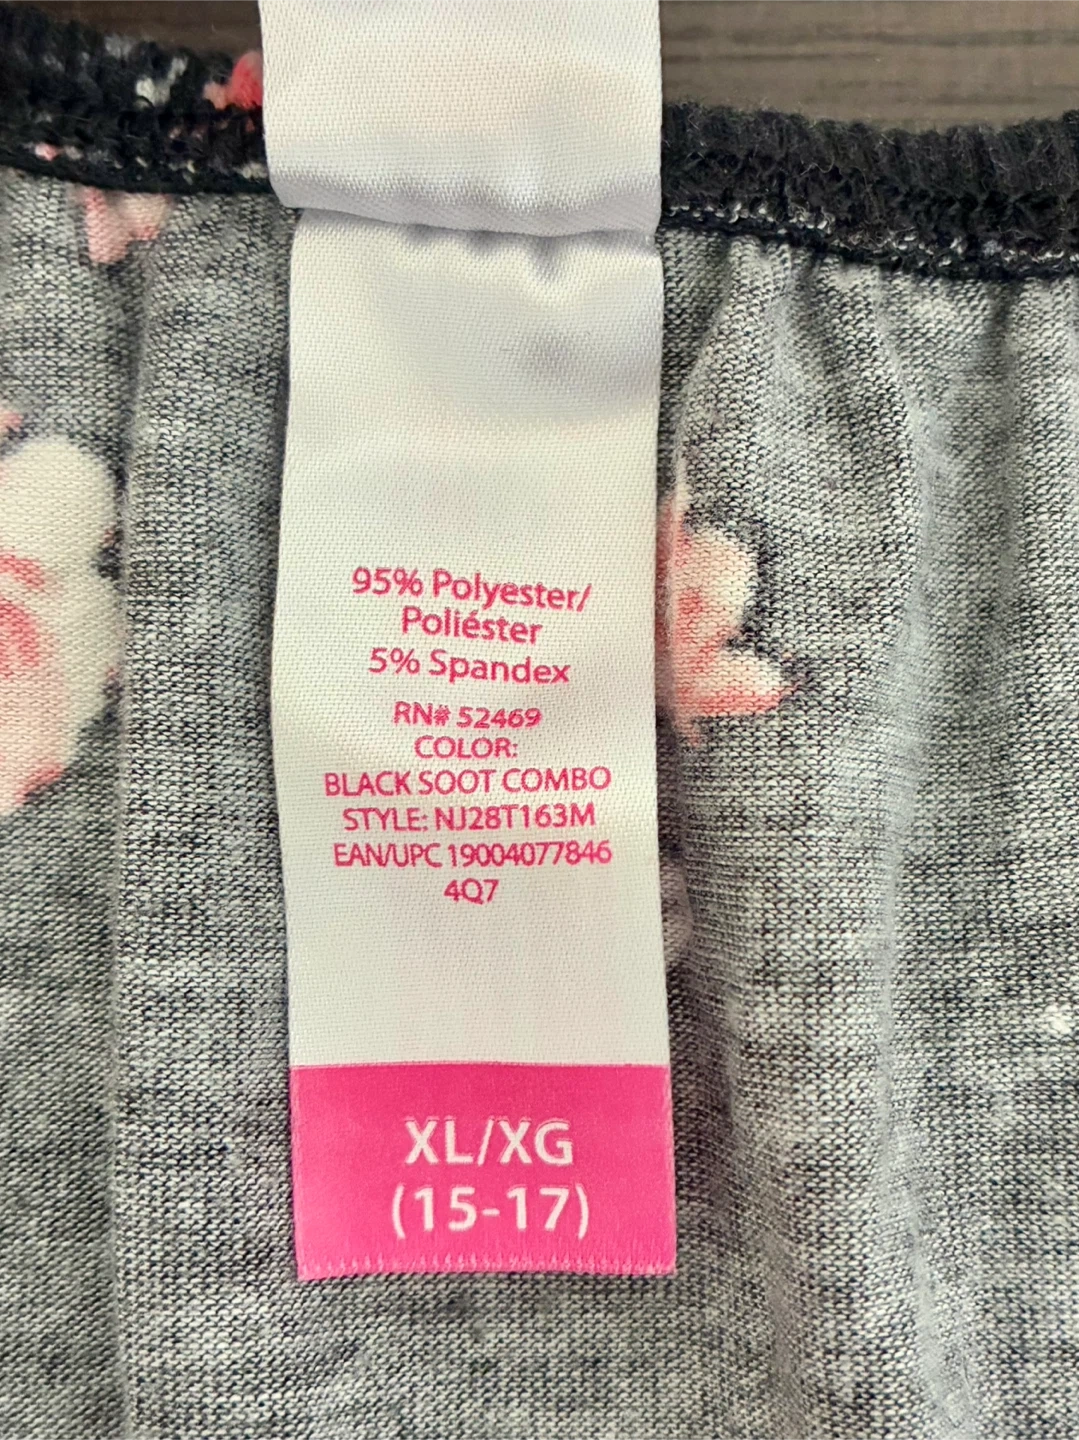 95% Polyester/
Poliéster
5% Spandex
RN# 52469
COLOR:
BLACK SOOT COMBO
STYLE: NJ28T163M
EAN/UPC 19004077846
4Q7
XL/XG
(15-17)